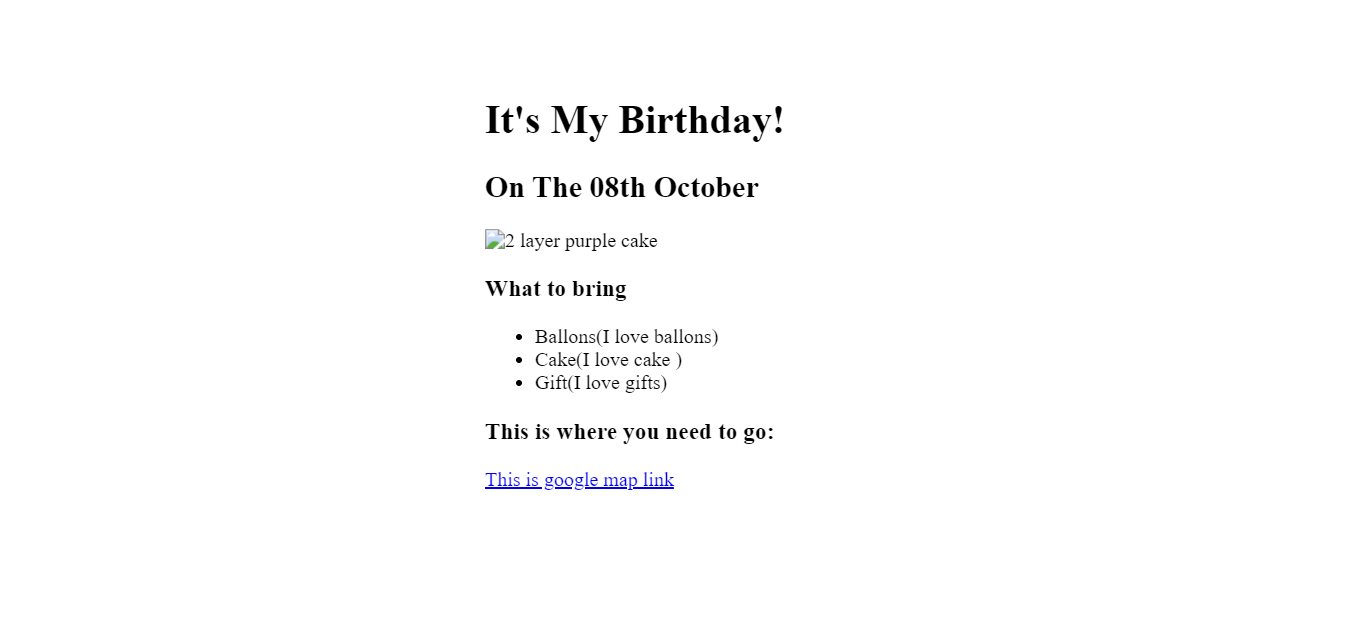 It's My Birthday!
On The 08th October
2 layer purple cake
What to bring
Ballons(I love ballons)
Cake(I love cake )
Gift(I love gifts)
This is where you need to go:
This is google map link